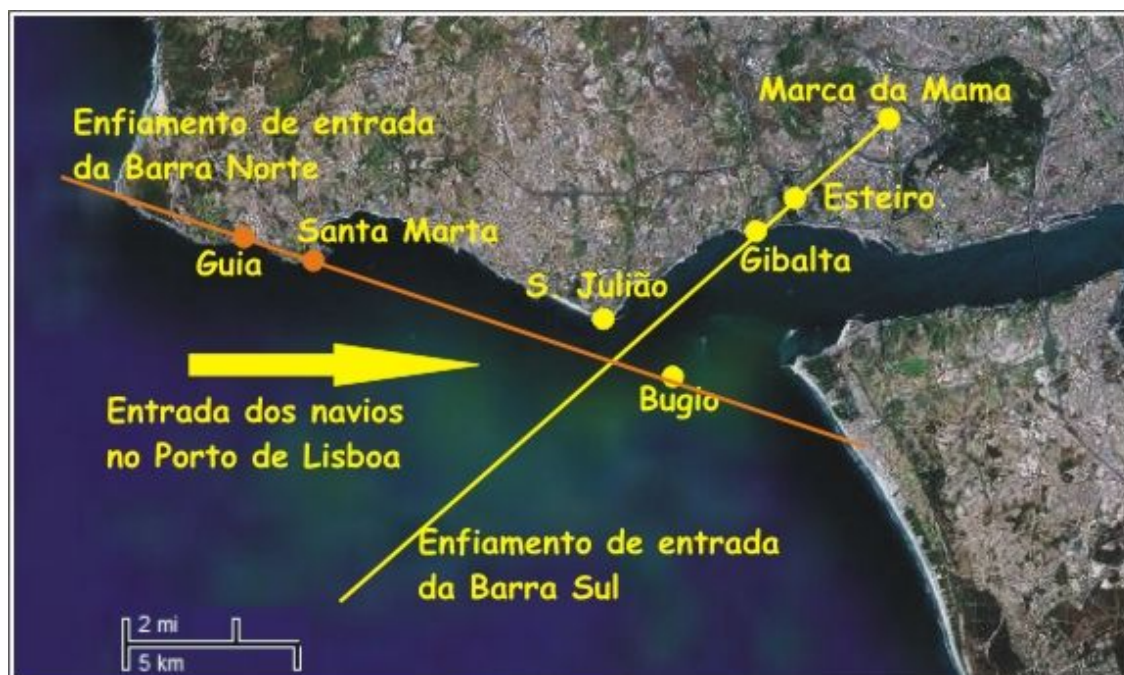 Marca da Mama
Enfiamento de entrada
da Barra Norte
Esteiro
Santa Marta
Guia
Gibalta
S. Julião
Bugio
Entrada dos navios
no Porto de Lisboa
Enfiamento de entrada
da Barra Sul
2 mi
5 km